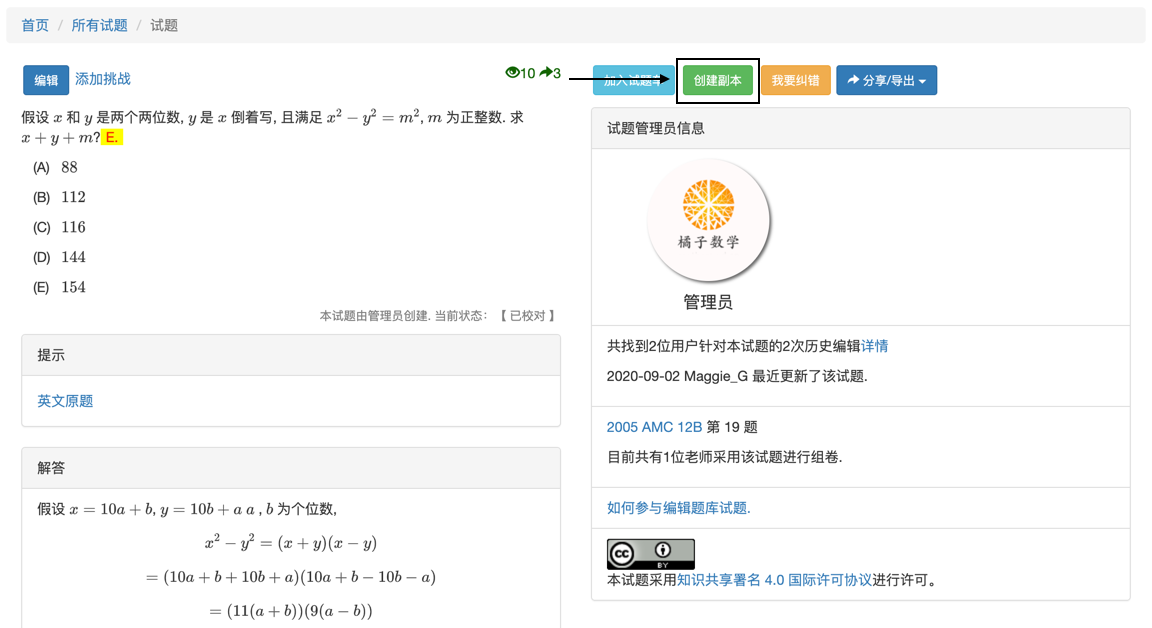 首页 / 所有试题 / 试题
编辑 添加挑战 10 3
加入试题车 创建副本 我要纠错 分享/导出
假设 x 和 y 是两个两位数, y 是 x 倒着写, 且满足 x² − y² = m², m 为正整数. 求
x + y + m? E.
(A) 88
(B) 112
(C) 116
(D) 144
(E) 154
本试题由管理员创建. 当前状态： 【 已校对 】
提示
英文原题
解答
假设 x = 10a + b, y = 10b + a a , b 为个位数,
x² − y² = (x + y)(x − y)
= (10a + b + 10b + a)(10a + b − 10b − a)
= (11(a + b))(9(a − b))
试题管理员信息
橘子数学
管理员
共找到2位用户针对本试题的2次历史编辑详情
2020-09-02 Maggie_G 最近更新了该试题.
2005 AMC 12B 第 19 题
目前共有1位老师采用该试题进行组卷.
如何参与编辑题库试题.
cc BY
本试题采用知识共享署名 4.0 国际许可协议进行许可。